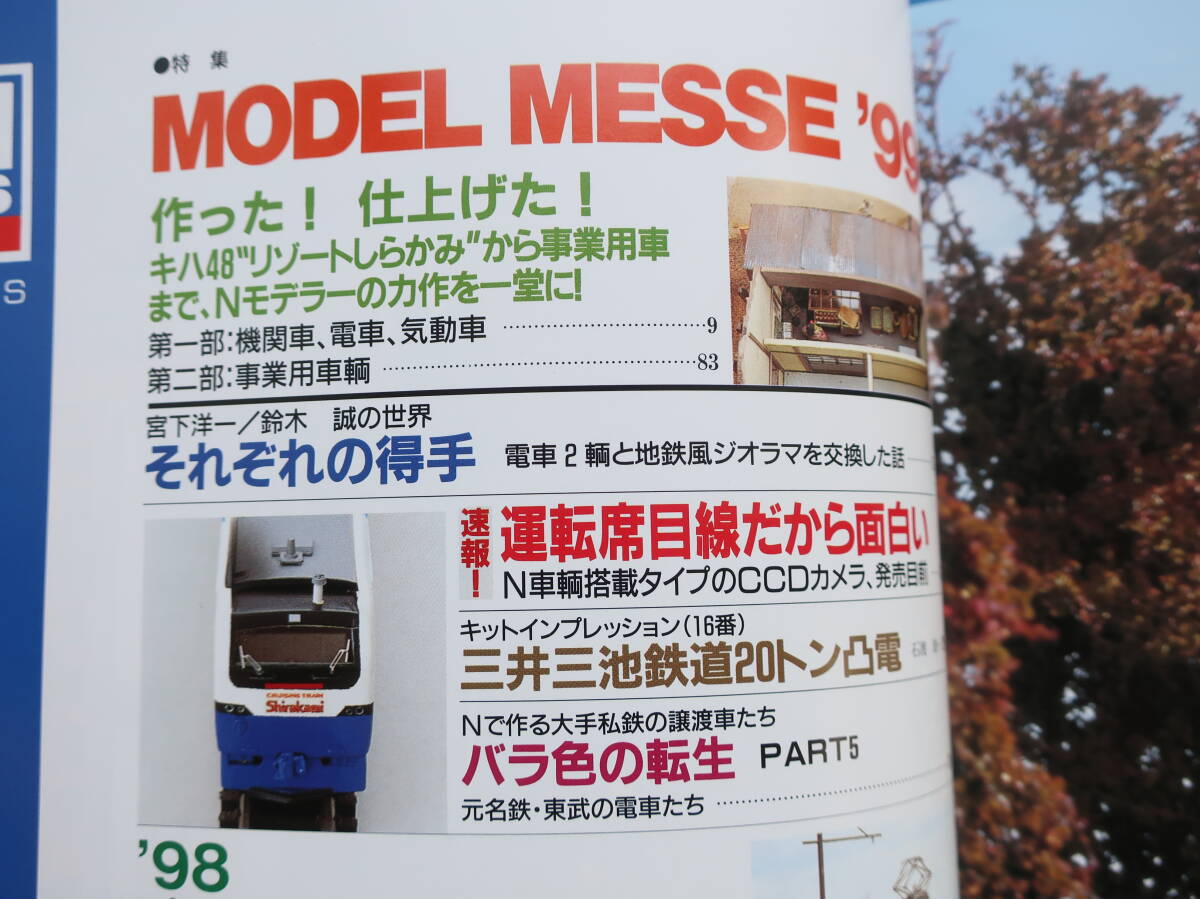 ●特集
MODEL MESSE '99
作った！ 仕上げた！
キハ48“リゾートしらかみ”から事業用車
まで、Nモデラーの力作を一堂に！
第一部：機関車、電車、気動車 ……………………………9
第二部：事業用車輌 ……………………………………………83
宮下洋一／鈴木 誠の世界
それぞれの得手 電車2輌と地鉄風ジオラマを交換した話
速報！
運転席目線だから面白い
N車輌搭載タイプのCCDカメラ、発売目前
キットインプレッション（16番）
三井三池鉄道20トン凸電
Nで作る大手私鉄の譲渡車たち
バラ色の転生 PART5
元名鉄・東武の電車たち
CRUISING TRAIN
Shirakami
'98
S
S